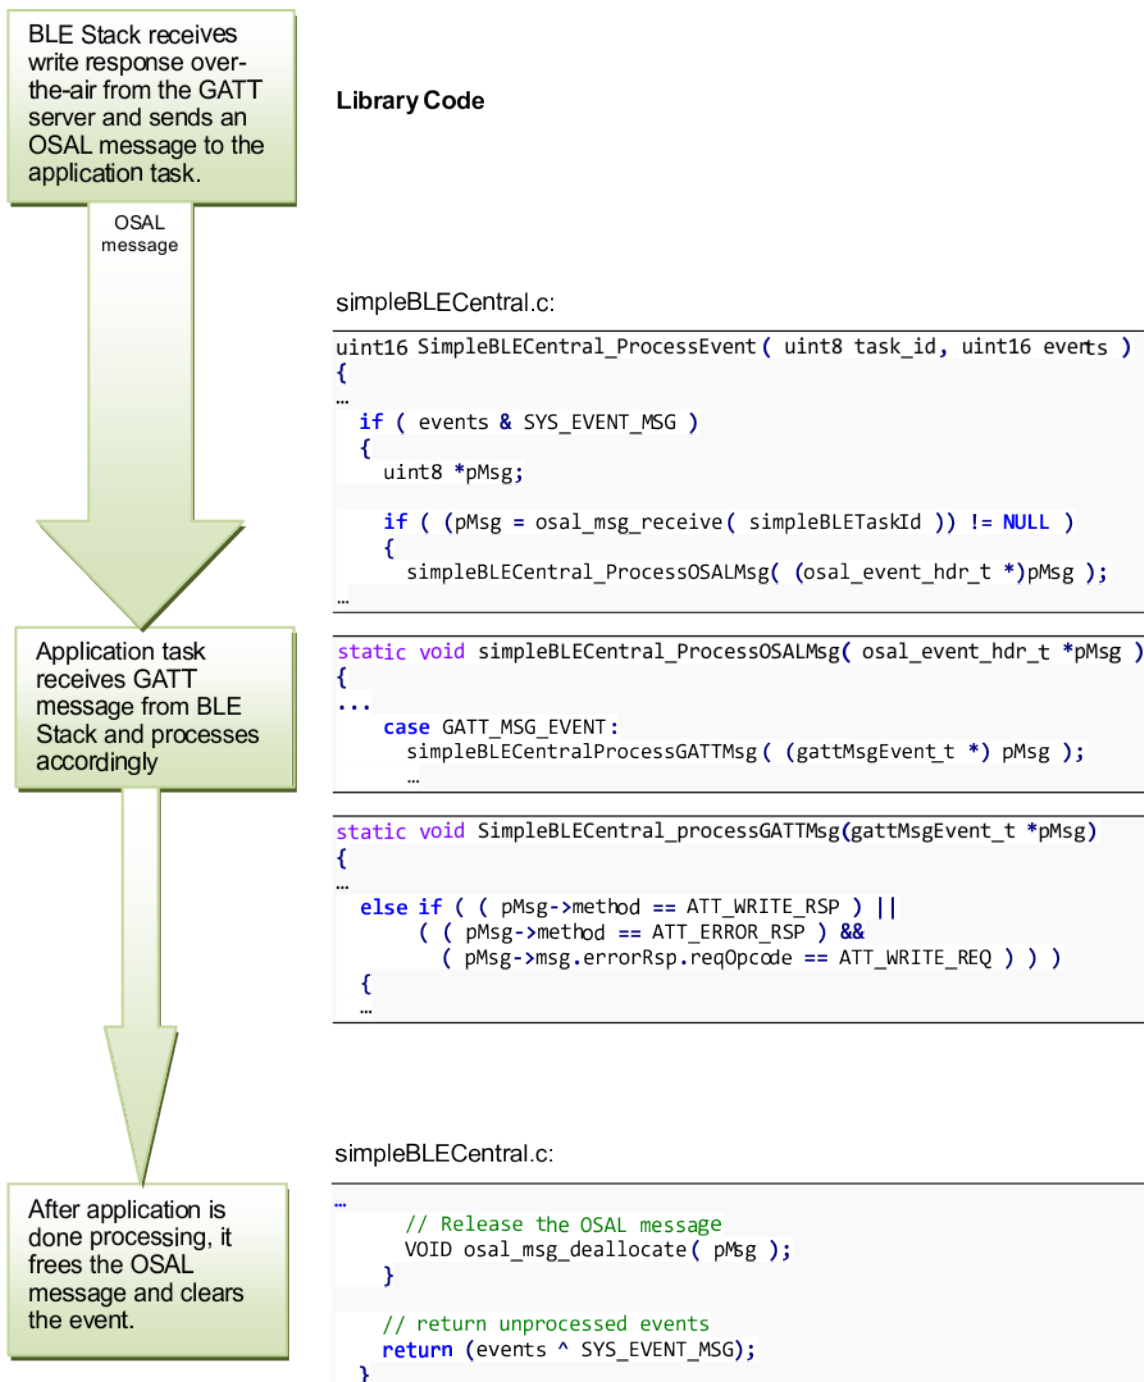 BLE Stack receives
write response over-
the-air from the GATT
server and sends an
OSAL message to the
application task.
Library Code
OSAL
message
simpleBLECentral.c:
uint16 SimpleBLECentral_ProcessEvent( uint8 task_id, uint16 events )
{
…
if ( events & SYS_EVENT_MSG )
{
uint8 *pMsg;
if ( (pMsg = osal_msg_receive( simpleBLETaskId )) != NULL )
{
simpleBLECentral_ProcessOSALMsg( (osal_event_hdr_t *)pMsg );
…
Application task
receives GATT
message from BLE
Stack and processes
accordingly
static void simpleBLECentral_ProcessOSALMsg( osal_event_hdr_t *pMsg )
{
...
case GATT_MSG_EVENT:
simpleBLECentralProcessGATTMsg( (gattMsgEvent_t *) pMsg );
…
static void SimpleBLECentral_processGATTMsg(gattMsgEvent_t *pMsg)
{
…
else if ( ( pMsg->method == ATT_WRITE_RSP ) ||
( ( pMsg->method == ATT_ERROR_RSP ) &&
( pMsg->msg.errorRsp.reqOpcode == ATT_WRITE_REQ ) ) )
{
…
simpleBLECentral.c:
After application is
done processing, it
frees the OSAL
message and clears
the event.
…
// Release the OSAL message
VOID osal_msg_deallocate( pMsg );
}
// return unprocessed events
return (events ^ SYS_EVENT_MSG);
}